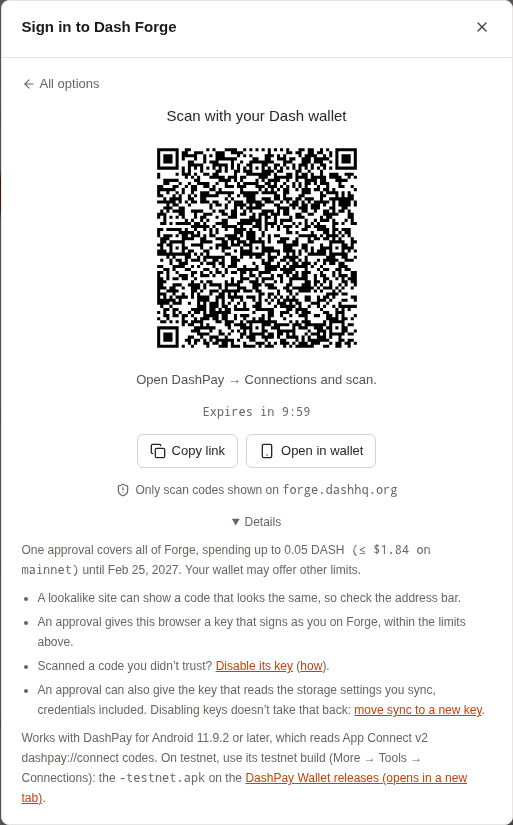 Sign in to Dash Forge
← All options
Scan with your Dash wallet
Open DashPay → Connections and scan.
Expires in 9:59
Copy link
Open in wallet
Only scan codes shown on forge.dashhq.org
▼ Details
One approval covers all of Forge, spending up to 0.05 DASH (≤ $1.84 on
mainnet) until Feb 25, 2027. Your wallet may offer other limits.
• A lookalike site can show a code that looks the same, so check the address bar.
• An approval gives this browser a key that signs as you on Forge, within the limits
above.
• Scanned a code you didn't trust? Disable its key (how).
• An approval can also give the key that reads the storage settings you sync,
credentials included. Disabling keys doesn't take that back: move sync to a new key.
Works with DashPay for Android 11.9.2 or later, which reads App Connect v2
dashpay://connect codes. On testnet, use its testnet build (More → Tools →
Connections): the -testnet.apk on the DashPay Wallet releases (opens in a new
tab).